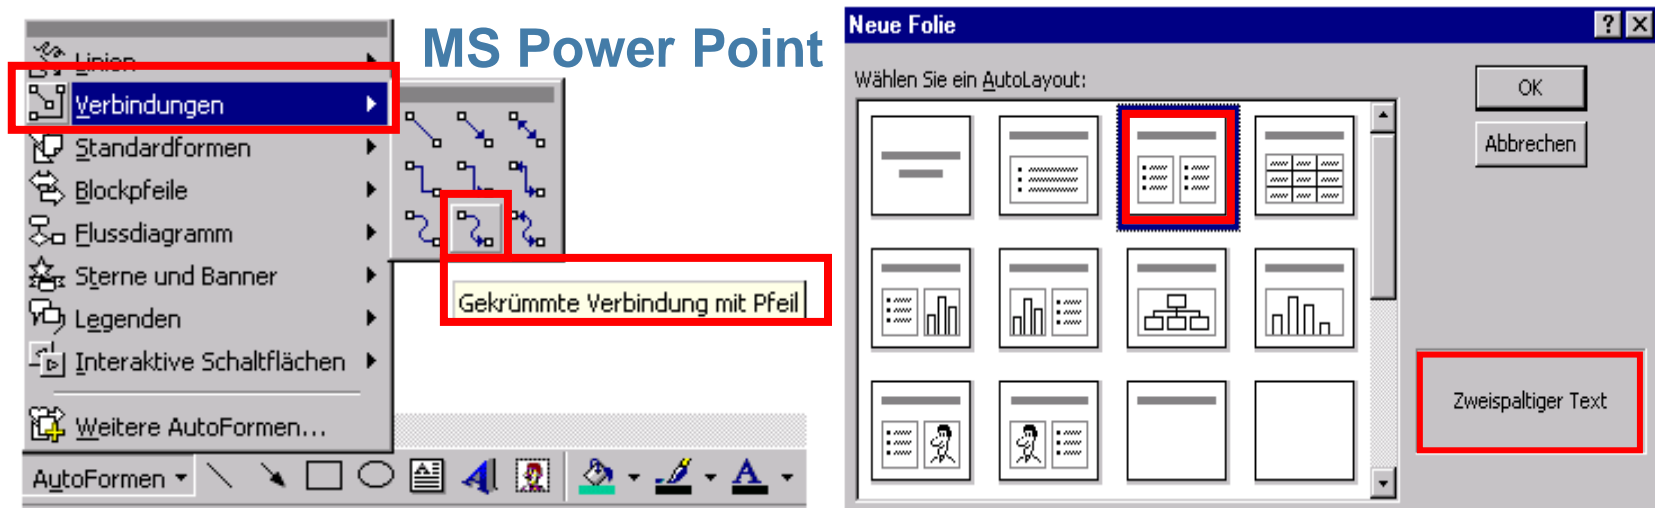 MS Power Point
Linien
Verbindungen
Standardformen
Blockpfeile
Flussdiagramm
Sterne und Banner
Legenden
Interaktive Schaltflächen
Weitere AutoFormen...
Gekrümmte Verbindung mit Pfeil
AutoFormen
Neue Folie
Wählen Sie ein AutoLayout:
OK
Abbrechen
Zweispaltiger Text